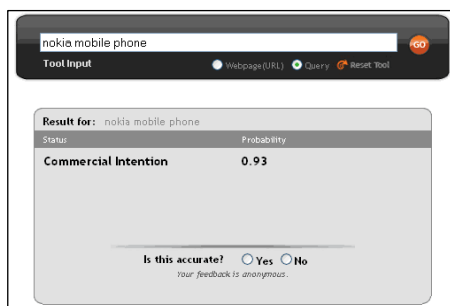 nokia mobile phone GO
Tool Input Webpage(URL) Query Reset Tool
Result for: nokia mobile phone
Status Probability
Commercial Intention 0.93
Is this accurate? Yes No
Your feedback is anonymous.